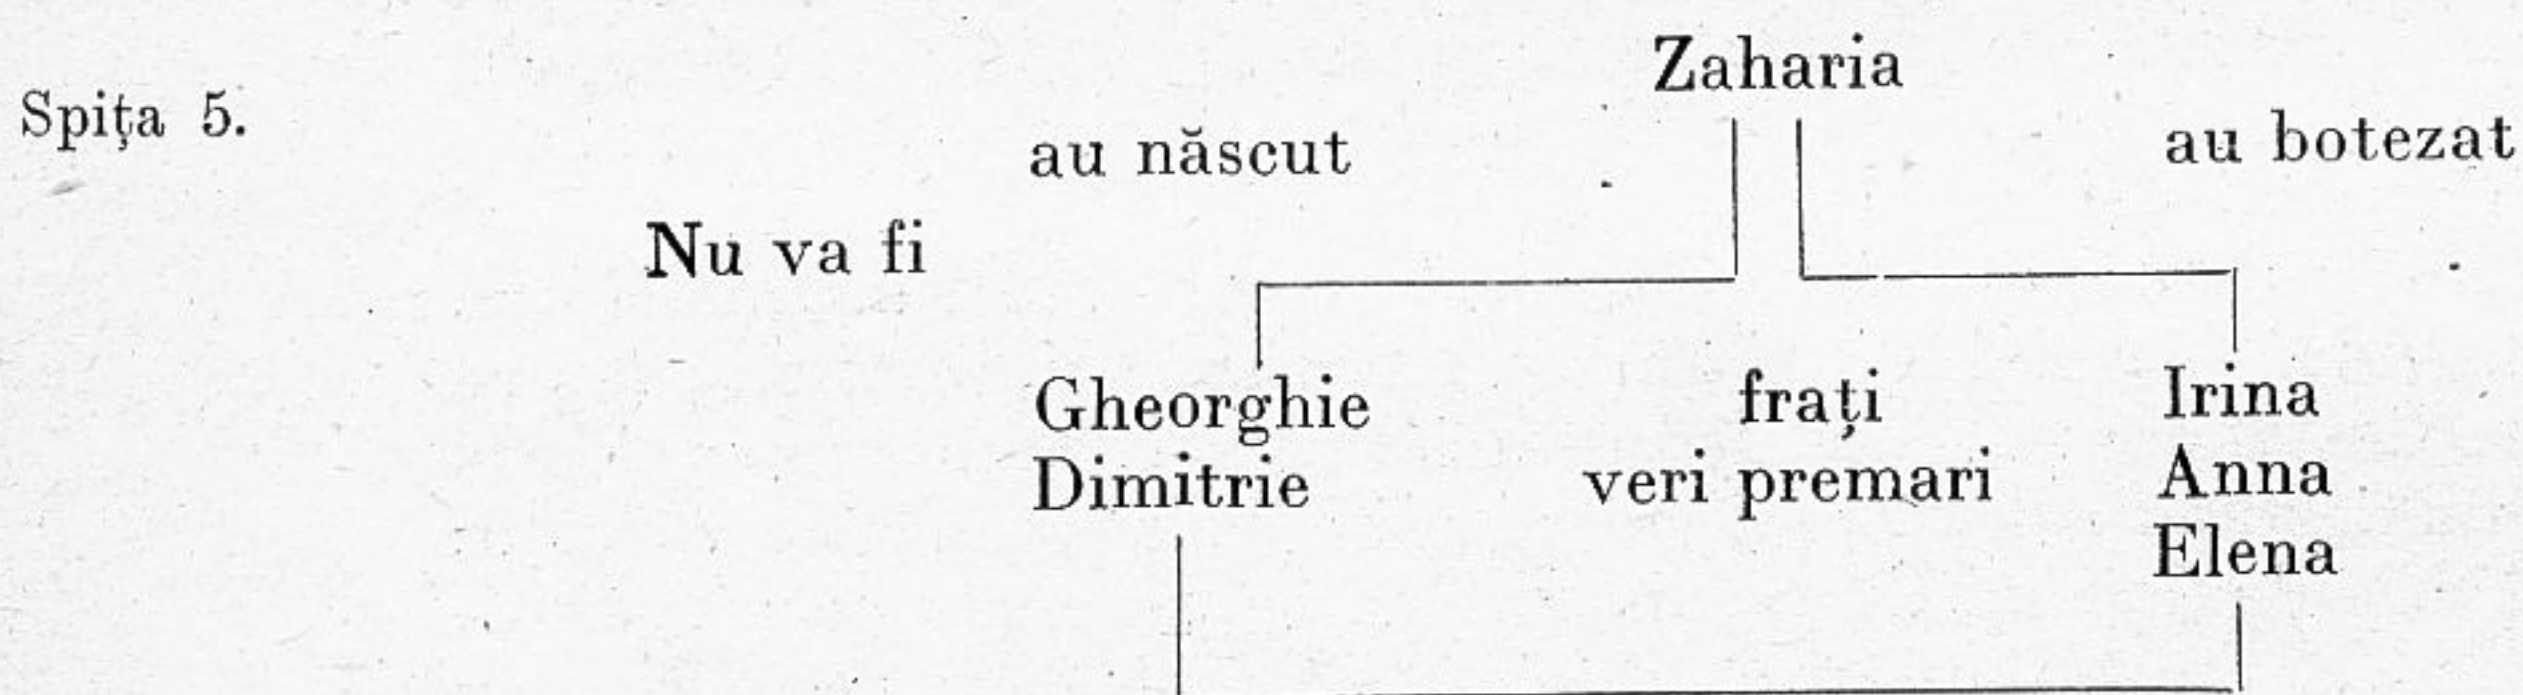 Zaharia
Spița 5.
au născut au botezat
Nu va fi
Gheorghie frați Irina
Dimitrie veri premari Anna
Elena